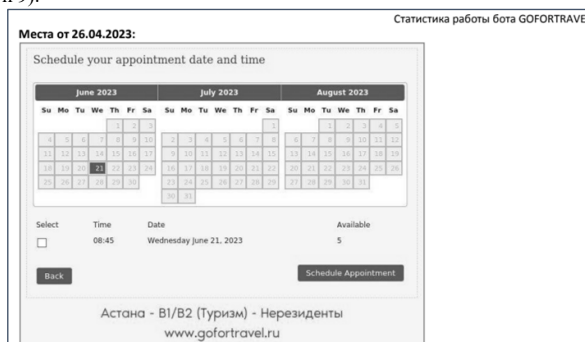 Статистика работы бота GOFORTRAVE
Места от 26.04.2023:
Schedule your appointment date and time
June 2023 July 2023 August 2023
Su Mo Tu We Th Fr Sa Su Mo Tu We Th Fr Sa Su Mo Tu We Th Fr Sa
1 2 3 1 1 2 3 4 5
4 5 6 7 8 9 10 2 3 4 5 6 7 8 6 7 8 9 10 11 12
11 12 13 14 15 16 17 9 10 11 12 13 14 15 13 14 15 16 17 18 19
18 19 20 21 22 23 24 16 17 18 19 20 21 22 20 21 22 23 24 25 26
25 26 27 28 29 30 23 24 25 26 27 28 29 27 28 29 30 31
30 31
Select Time Date Available
08:45 Wednesday June 21, 2023 5
Back Schedule Appointment
Астана - B1/B2 (Туризм) - Нерезиденты
www.gofortravel.ru